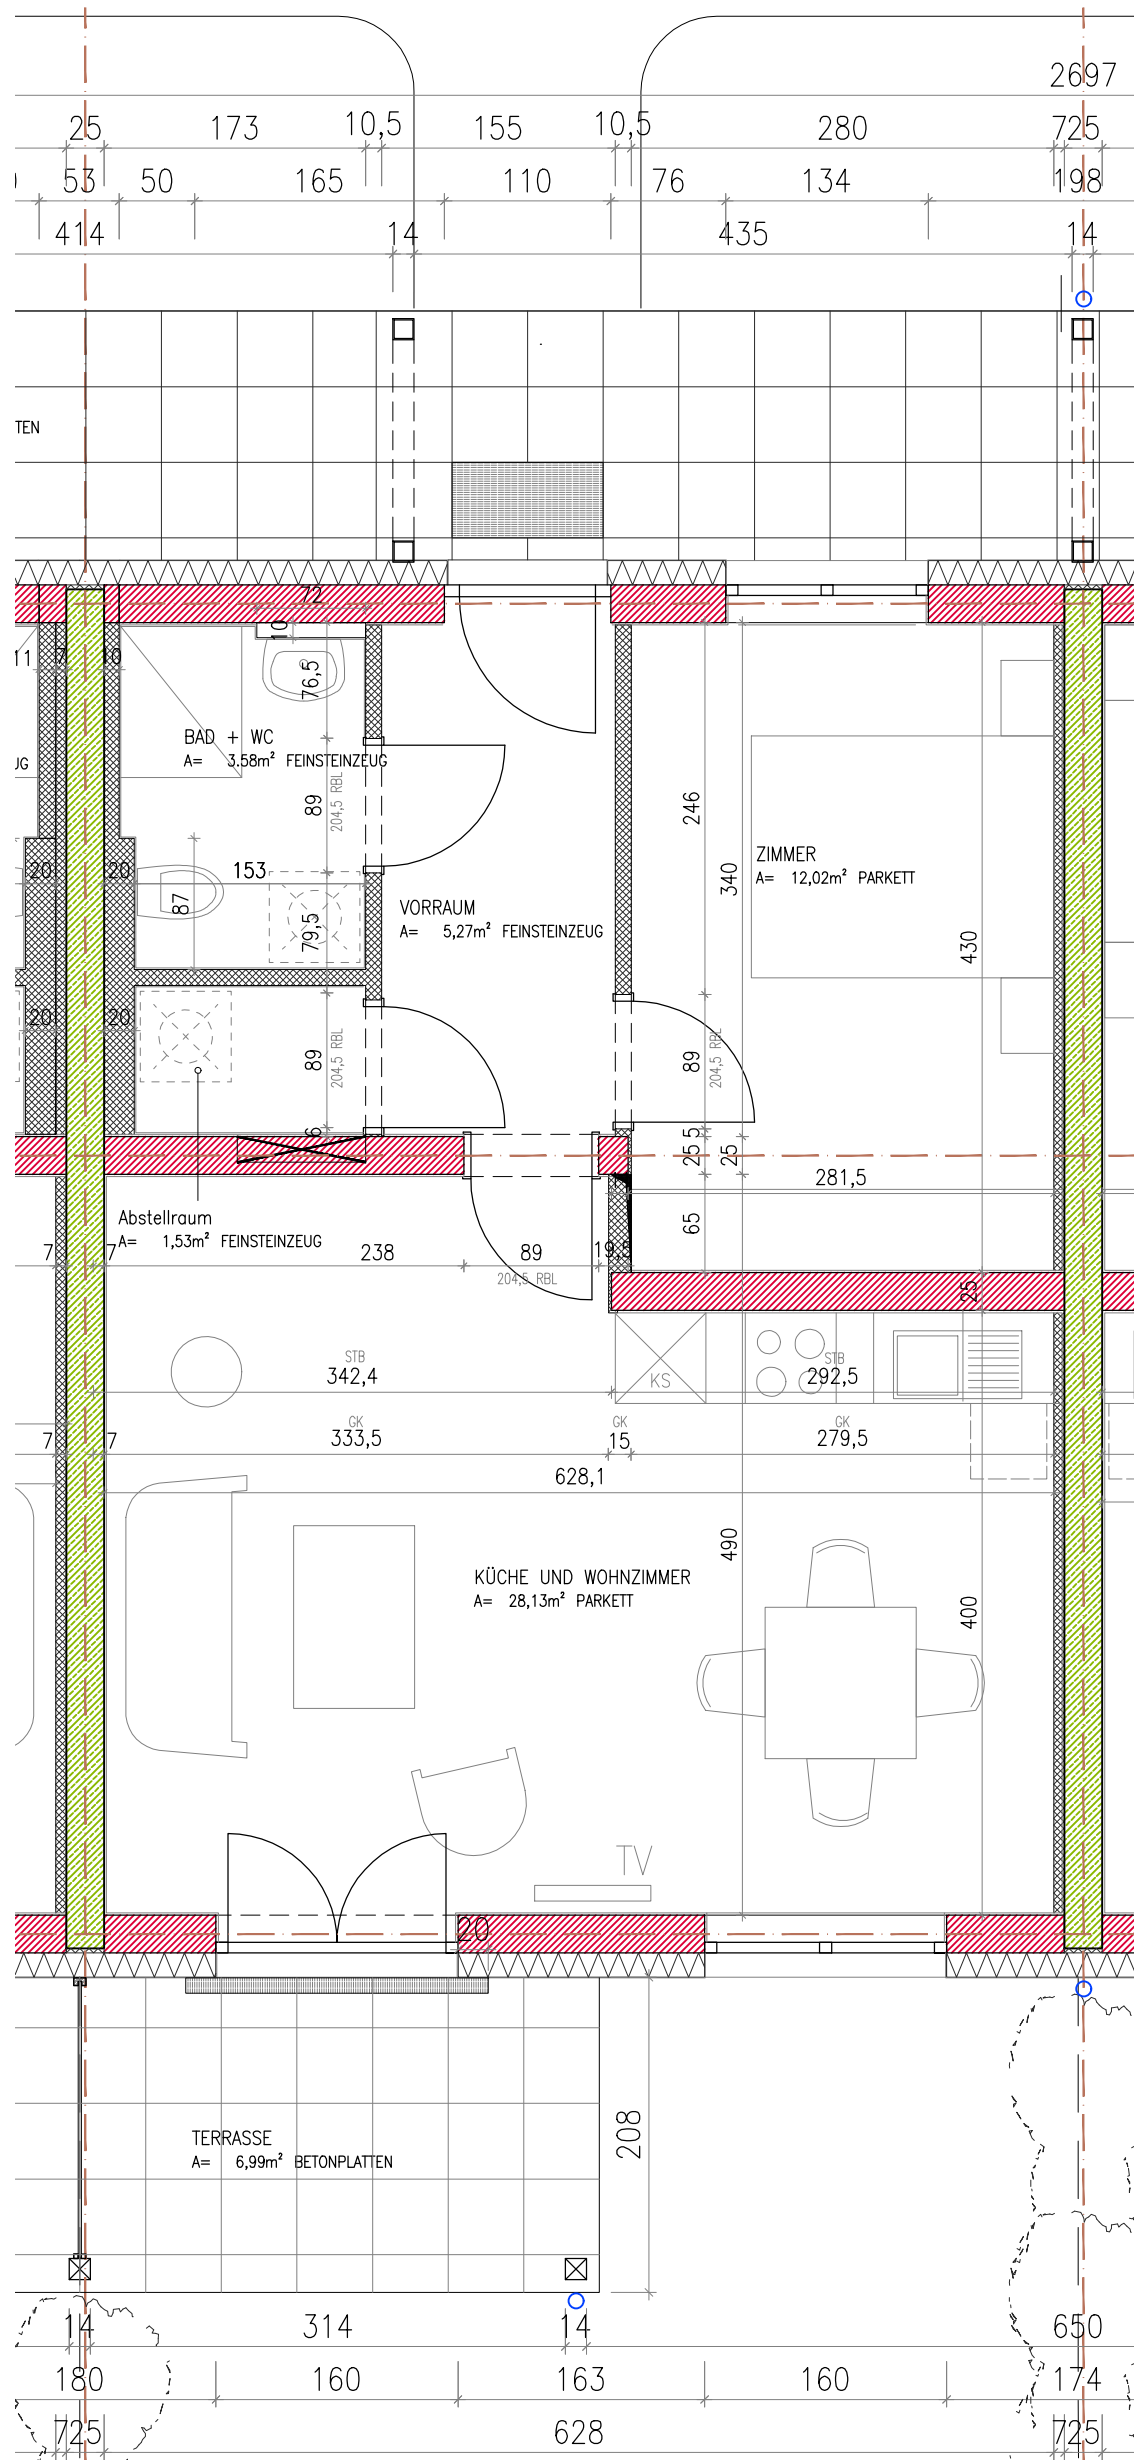 2697
25 173 10,5 155 10,5 280 725
53 50 165 110 76 134 198
414 14 435 14
TEN
72
10
11 7 10
76,5
BAD + WC
A= 3.58m² FEINSTEINZEUG
JG
89
204,5 RBL
246
340
ZIMMER
A= 12,02m² PARKETT
20 20 153
87
79,5
VORRAUM
A= 5,27m² FEINSTEINZEUG
430
20 20
89
204,5 RBL
89
204,5 RBL
6
5
25
25
281,5
65
Abstellraum
A= 1,53m² FEINSTEINZEUG
7 7 238 89 19,5
204,5 RBL
25
STB
342,4
KS
STB
292,5
GK
333,5
GK
15
GK
279,5
7 7
628,1
490
KÜCHE UND WOHNZIMMER
A= 28,13m² PARKETT
400
TV
20
TERRASSE
A= 6,99m² BETONPLATTEN
208
14 314 14 650
180 160 163 160 174
725 628 725